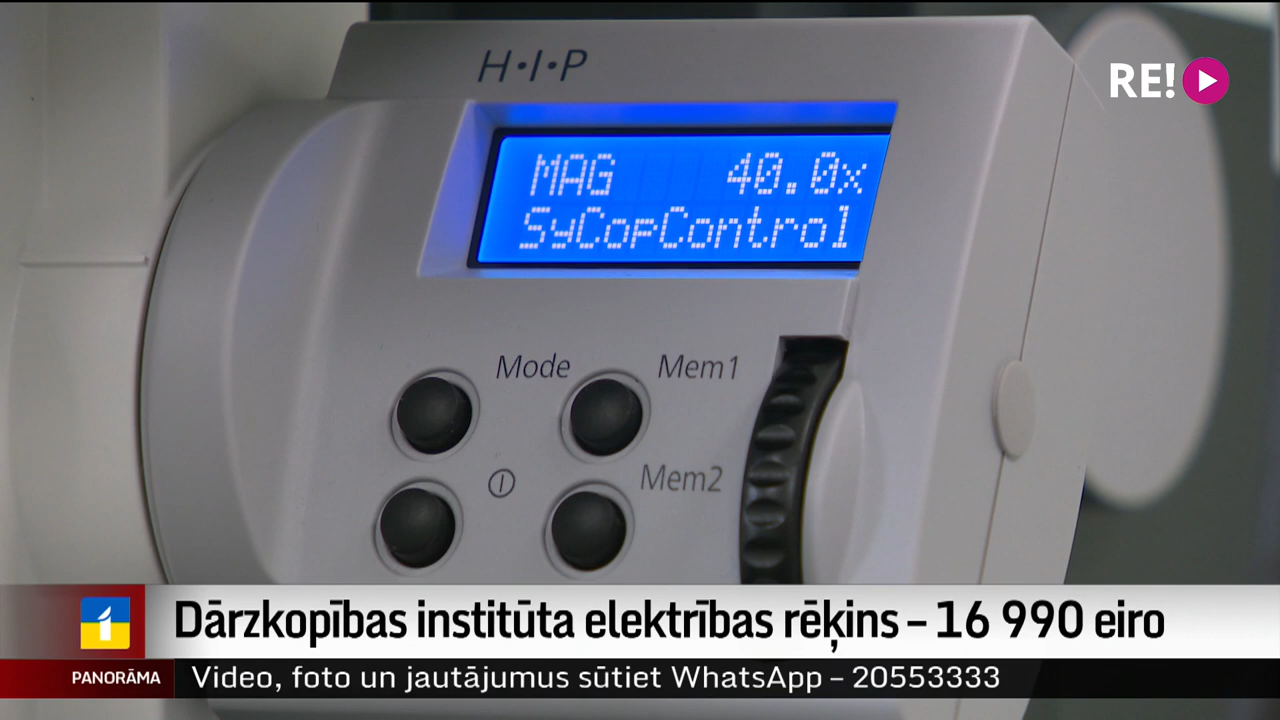 H·I·P
RE!
MAG 40.0x
SyCopControl
Mode
Mem1
Mem2
Dārzkopības institūta elektrības rēķins – 16 990 eiro
1
PANORĀMA
Video, foto un jautājumus sūtiet WhatsApp – 20553333